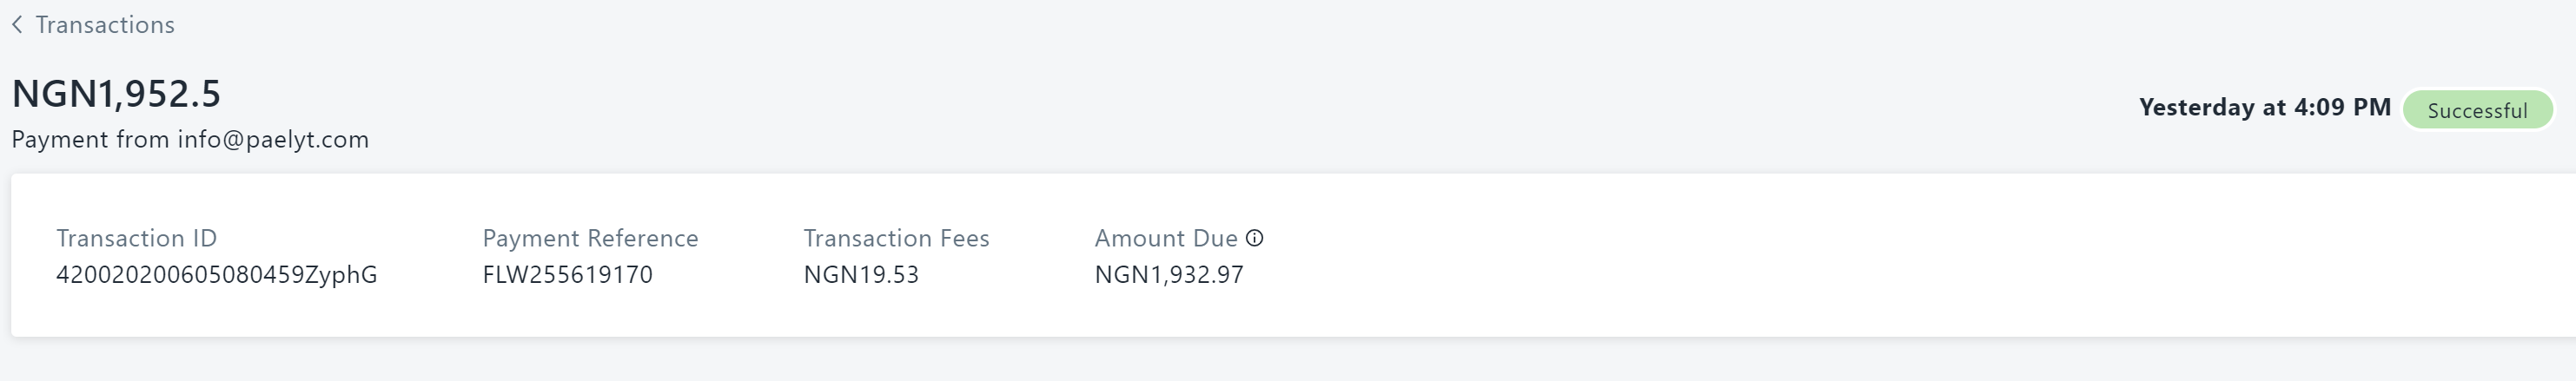 Transactions
NGN1,952.5
Yesterday at 4:09 PM Successful
Payment from info@paelyt.com
Transaction ID Payment Reference Transaction Fees Amount Due
420020200605080459ZyphG FLW255619170 NGN19.53 NGN1,932.97